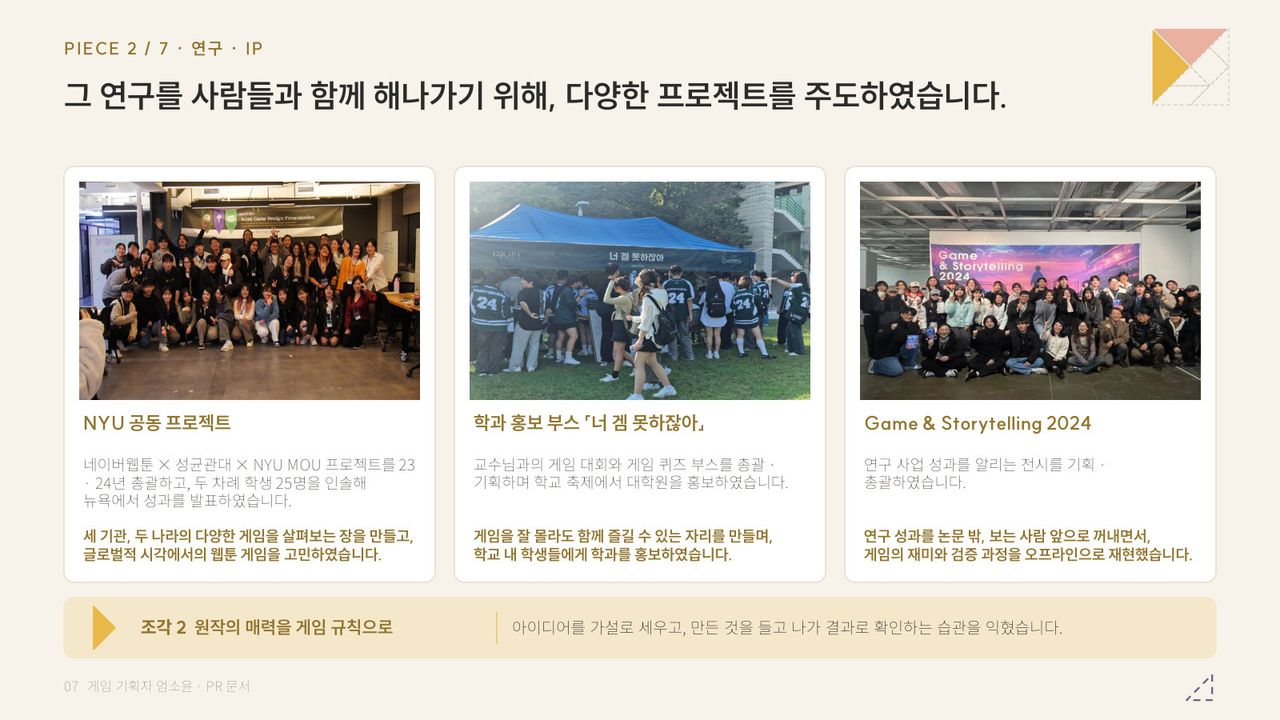 PIECE 2 / 7 · 연구 · IP
그 연구를 사람들과 함께 해나가기 위해, 다양한 프로젝트를 주도하였습니다.
Joint Game Design Presentation
너 겜 못하잖아
24
24
24
Game
& Storytelling
2024
NYU 공동 프로젝트
네이버웹툰 × 성균관대 × NYU MOU 프로젝트를 23
· 24년 총괄하고, 두 차례 학생 25명을 인솔해
뉴욕에서 성과를 발표하였습니다.
세 기관, 두 나라의 다양한 게임을 살펴보는 장을 만들고,
글로벌적 시각에서의 웹툰 게임을 고민하였습니다.
학과 홍보 부스 「너 겜 못하잖아」
교수님과의 게임 대회와 게임 퀴즈 부스를 총괄 ·
기획하며 학교 축제에서 대학원을 홍보하였습니다.
게임을 잘 몰라도 함께 즐길 수 있는 자리를 만들며,
학교 내 학생들에게 학과를 홍보하였습니다.
Game & Storytelling 2024
연구 사업 성과를 알리는 전시를 기획 ·
총괄하였습니다.
연구 성과를 논문 밖, 보는 사람 앞으로 꺼내면서,
게임의 재미와 검증 과정을 오프라인으로 재현했습니다.
조각 2 원작의 매력을 게임 규칙으로
아이디어를 가설로 세우고, 만든 것을 들고 나가 결과로 확인하는 습관을 익혔습니다.
07 게임 기획자 엄소윤 · PR 문서